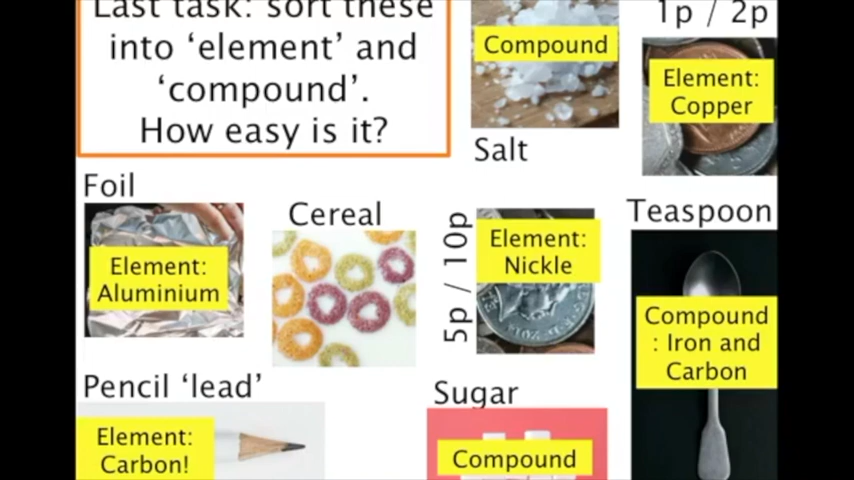 Last task: sort these
into ‘element’ and
‘compound’.
How easy is it?
Compound
Salt
1p / 2p
Element:
Copper
Foil
Element:
Aluminium
Cereal
5p / 10p
Element:
Nickle
Teaspoon
Compound
: Iron and
Carbon
Pencil ‘lead’
Element:
Carbon!
Sugar
Compound